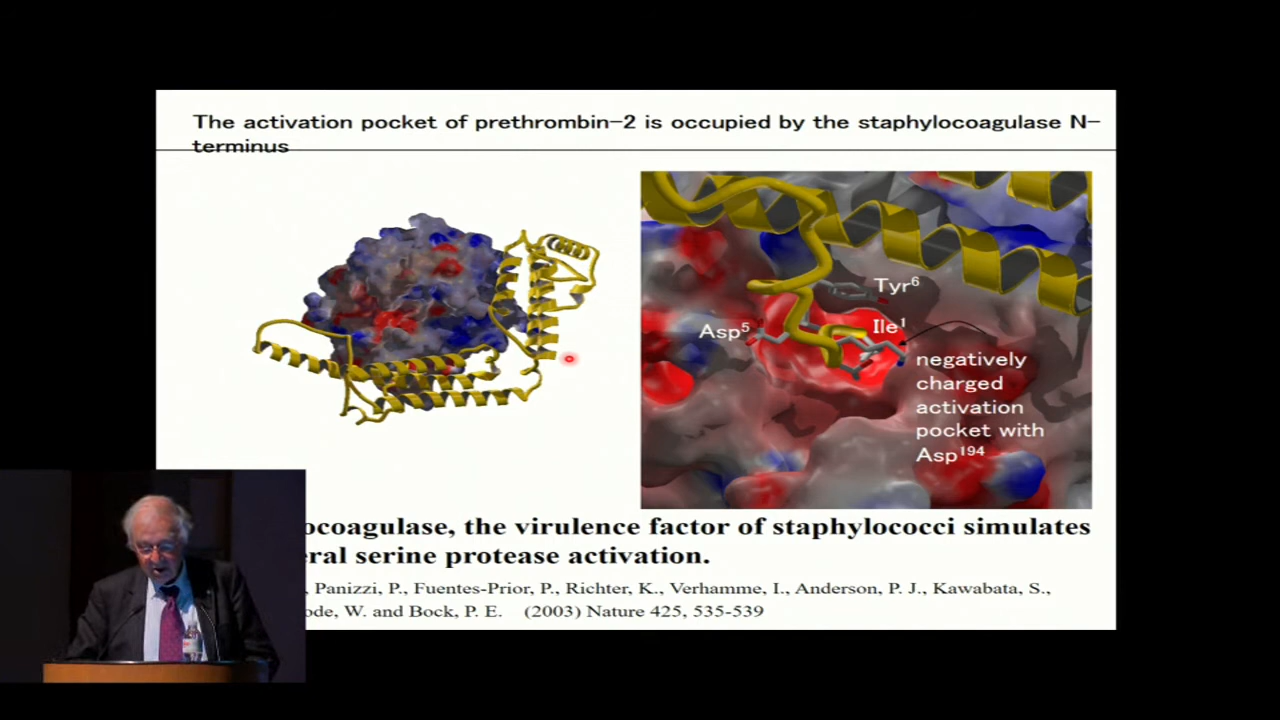 The activation pocket of prethrombin-2 is occupied by the staphylocoagulase N-
terminus
Tyr6
Asp5
Ile1
negatively
charged
activation
pocket with
Asp194
ocoagulase, the virulence factor of staphylococci simulates
eral serine protease activation.
, Panizzi, P., Fuentes-Prior, P., Richter, K., Verhamme, I., Anderson, P. J., Kawabata, S.,
ode, W. and Bock, P. E. (2003) Nature 425, 535-539